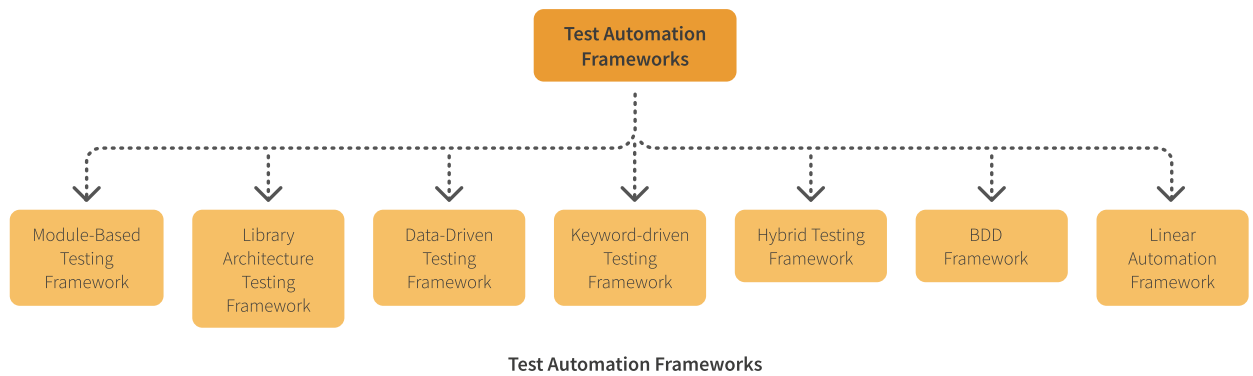 Test Automation
Frameworks
Module-Based
Testing
Framework
Library
Architecture
Testing
Framework
Data-Driven
Testing
Framework
Keyword-driven
Testing
Framework
Hybrid Testing
Framework
BDD
Framework
Linear
Automation
Framework
Test Automation Frameworks